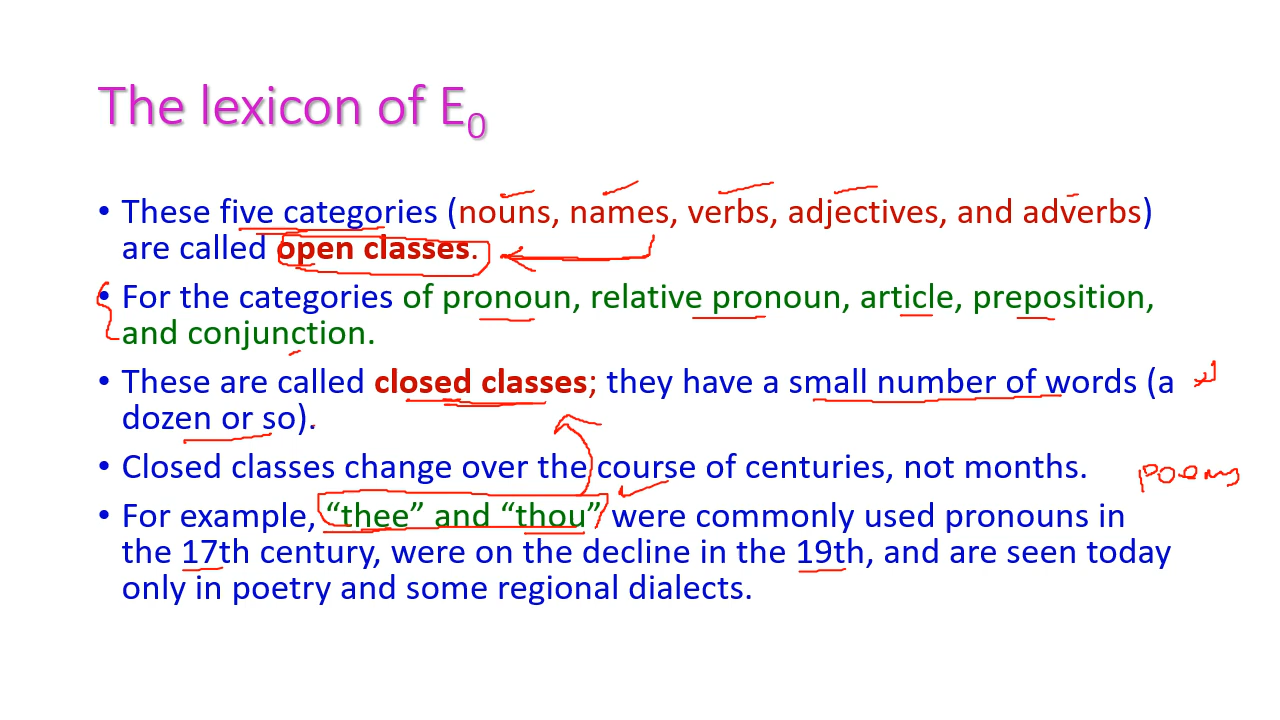 The lexicon of E₀
• These five categories (nouns, names, verbs, adjectives, and adverbs)
are called open classes.
• For the categories of pronoun, relative pronoun, article, preposition,
and conjunction.
• These are called closed classes; they have a small number of words (a
dozen or so).
• Closed classes change over the course of centuries, not months.
poems
• For example, “thee” and “thou” were commonly used pronouns in
the 17th century, were on the decline in the 19th, and are seen today
only in poetry and some regional dialects.